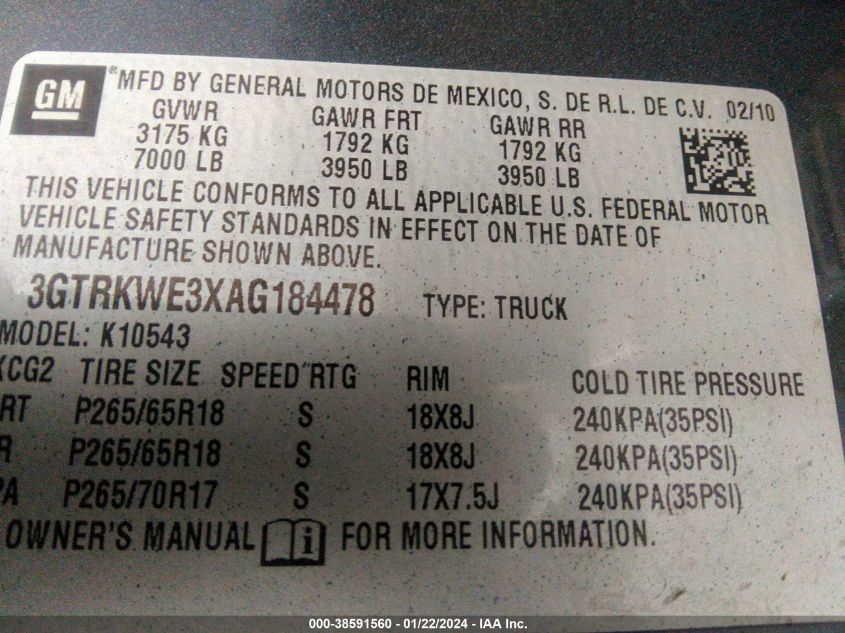 GM ® MFD BY GENERAL MOTORS DE MEXICO, S. DE R.L. DE C.V. 02/10
GVWR GAWR FRT GAWR RR
3175 KG 1792 KG 1792 KG
7000 LB 3950 LB 3950 LB
THIS VEHICLE CONFORMS TO ALL APPLICABLE U.S. FEDERAL MOTOR
VEHICLE SAFETY STANDARDS IN EFFECT ON THE DATE OF
MANUFACTURE SHOWN ABOVE.
3GTRKWE3XAG184478 TYPE: TRUCK
MODEL: K10543
KCG2 TIRE SIZE SPEED RTG RIM COLD TIRE PRESSURE
RT P265/65R18 S 18X8J 240KPA(35PSI)
R P265/65R18 S 18X8J 240KPA(35PSI)
PA P265/70R17 S 17X7.5J 240KPA(35PSI)
OWNER'S MANUAL i FOR MORE INFORMATION.
000-38591560 - 01/22/2024 - IAA Inc.